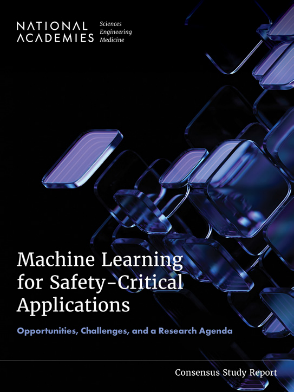 NATIONAL
ACADEMIES
Sciences
Engineering
Medicine
Machine Learning
for Safety-Critical
Applications
Opportunities, Challenges, and a Research Agenda
Consensus Study Report